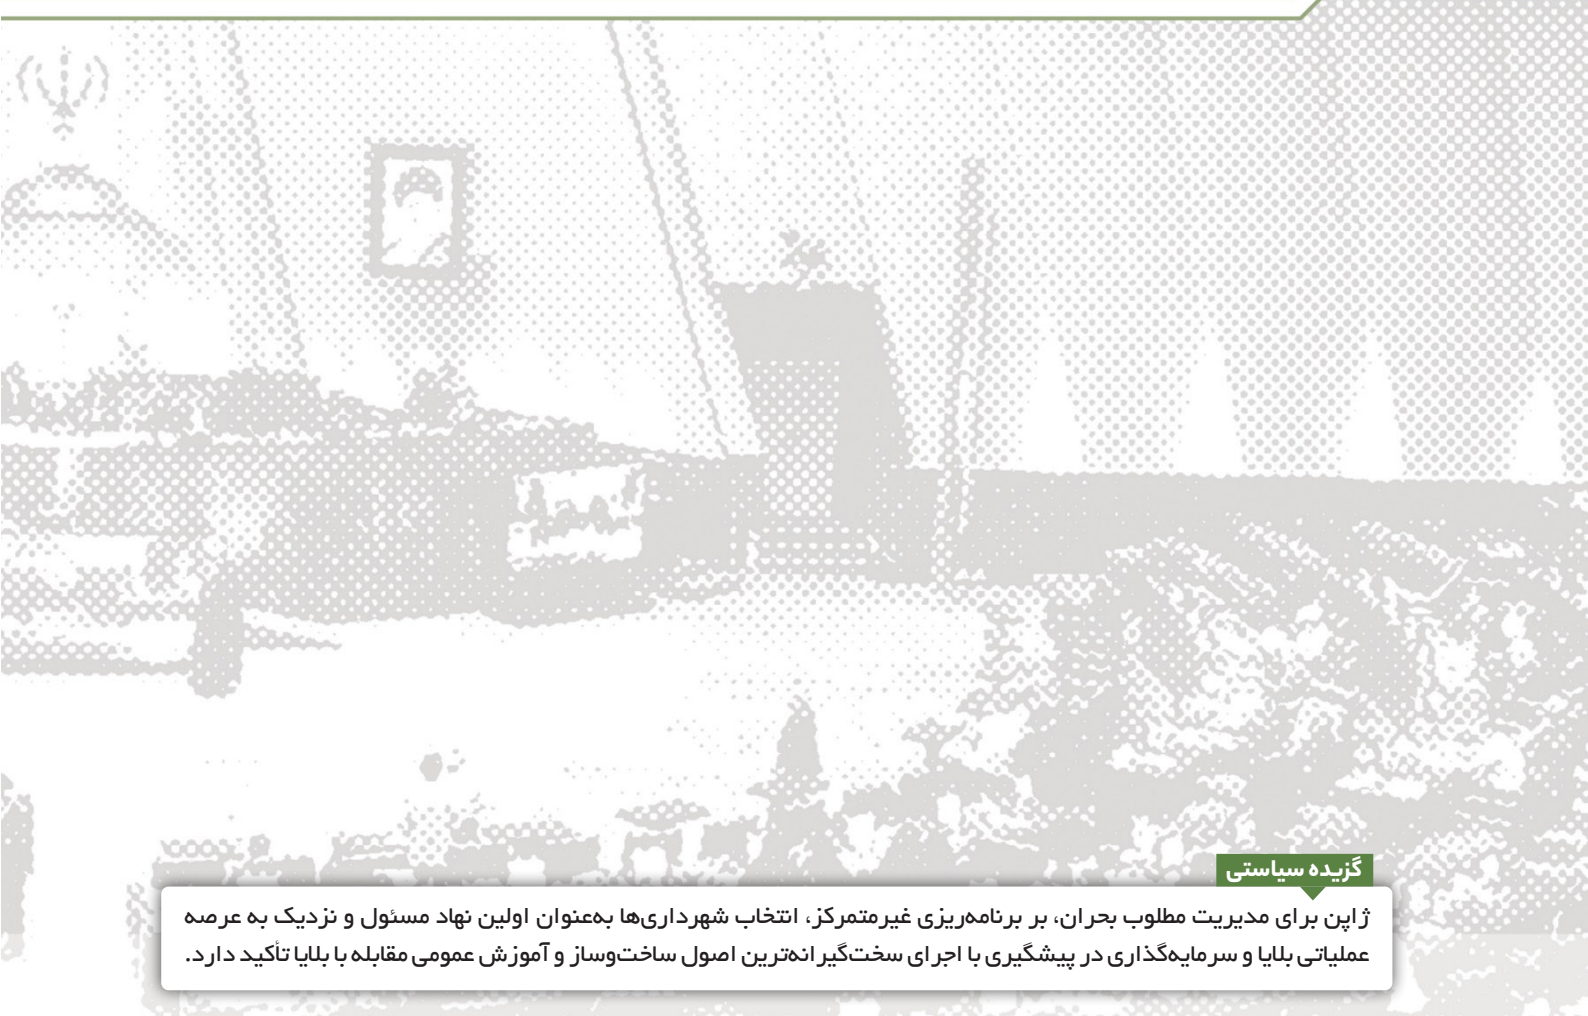 گزیده سیاستی
ژاپن برای مدیریت مطلوب بحران، بر برنامه‌ریزی غیرمتمرکز، انتخاب شهرداری‌ها به‌عنوان اولین نهاد مسئول و نزدیک به عرصه
عملیاتی بلایا و سرمایه‌گذاری در پیشگیری با اجرای سخت‌گیرانه‌ترین اصول ساخت‌وساز و آموزش عمومی مقابله با بلایا تأکید دارد.